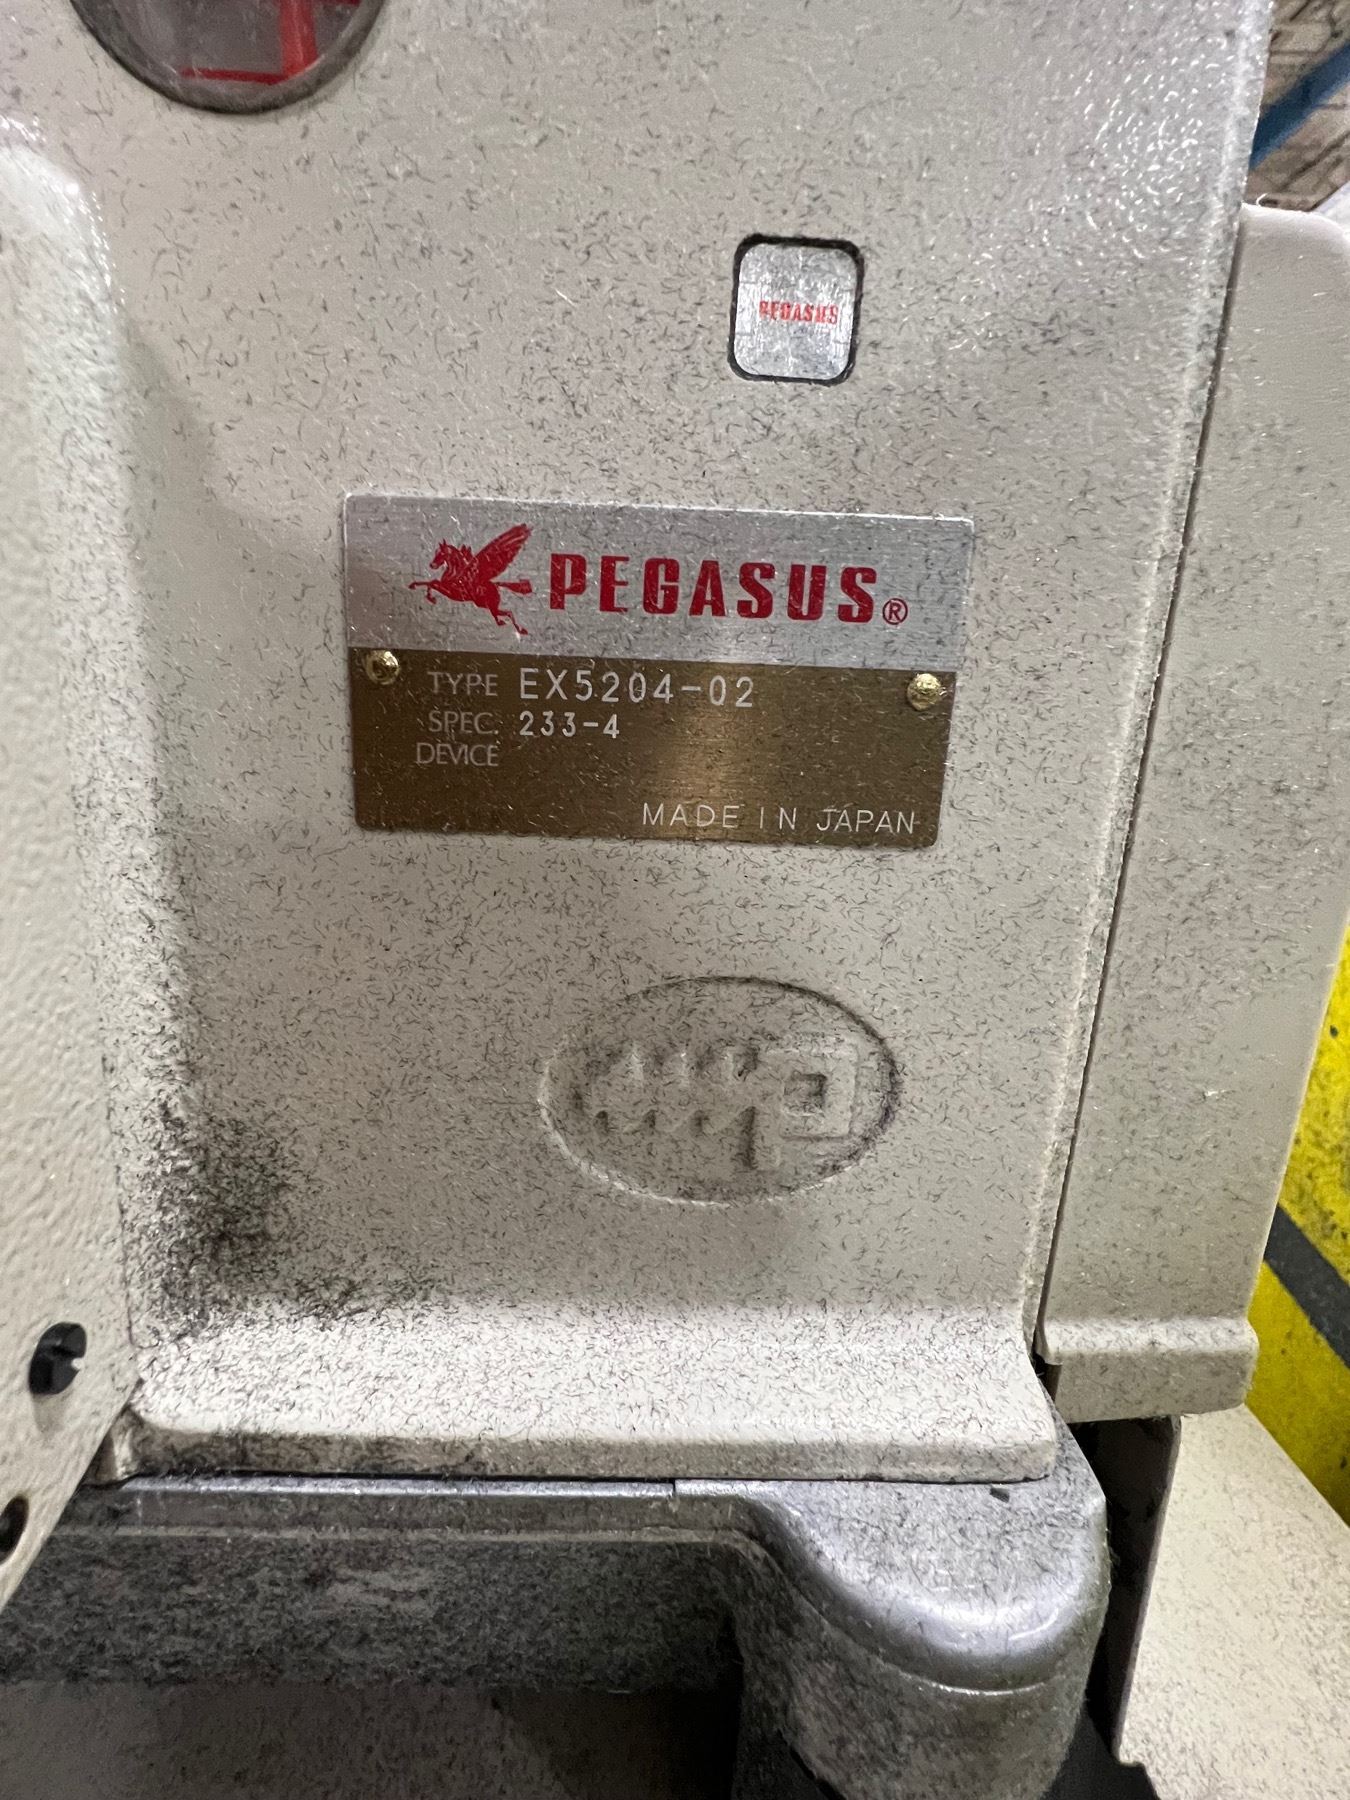 PEGASUS
PEGASUS®
TYPE EX5204-02
SPEC. 233-4
DEVICE
MADE IN JAPAN